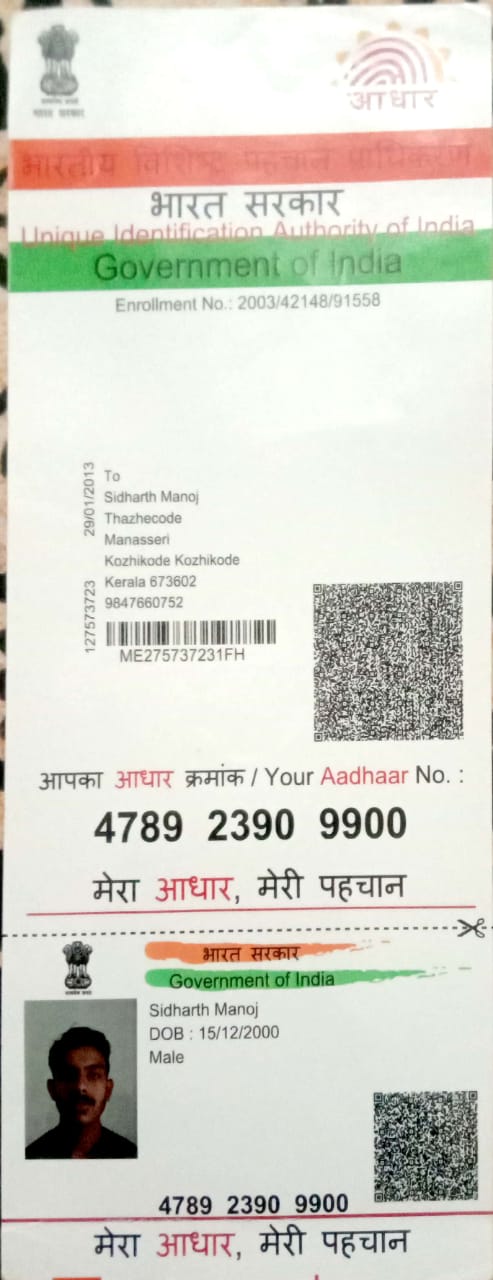 भारत सरकार
आधार
भारतीय विशिष्ट पहचान प्राधिकरण
भारत सरकार
Unique Identification Authority of India
Government of India
Enrollment No.: 2003/42148/91558
29/01/2013
To
Sidharth Manoj
Thazhecode
Manasseri
Kozhikode Kozhikode
Kerala 673602
9847660752
127573723
ME275737231FH
आपका आधार क्रमांक / Your Aadhaar No. :
4789 2390 9900
मेरा आधार, मेरी पहचान
भारत सरकार
Government of India
Sidharth Manoj
DOB : 15/12/2000
Male
4789 2390 9900
मेरा आधार, मेरी पहचान